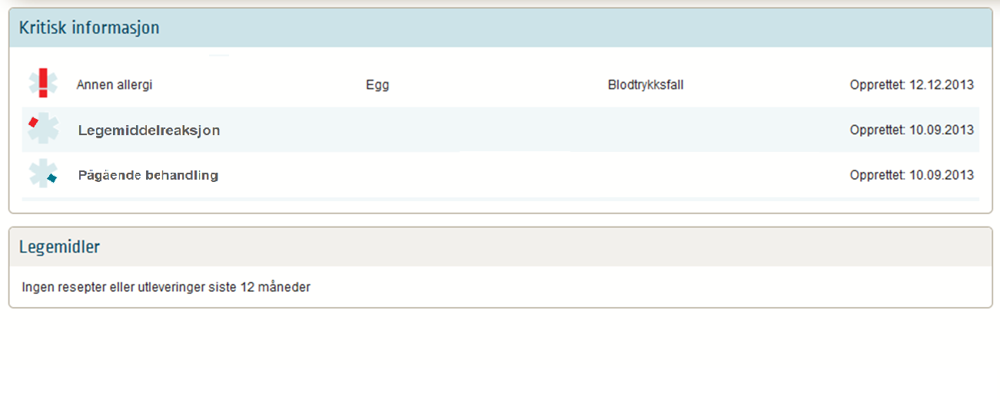 Kritisk informasjon
Annen allergi Egg Blodtrykksfall Opprettet: 12.12.2013
Legemiddelreaksjon Opprettet: 10.09.2013
Pågående behandling Opprettet: 10.09.2013
Legemidler
Ingen resepter eller utleveringer siste 12 måneder